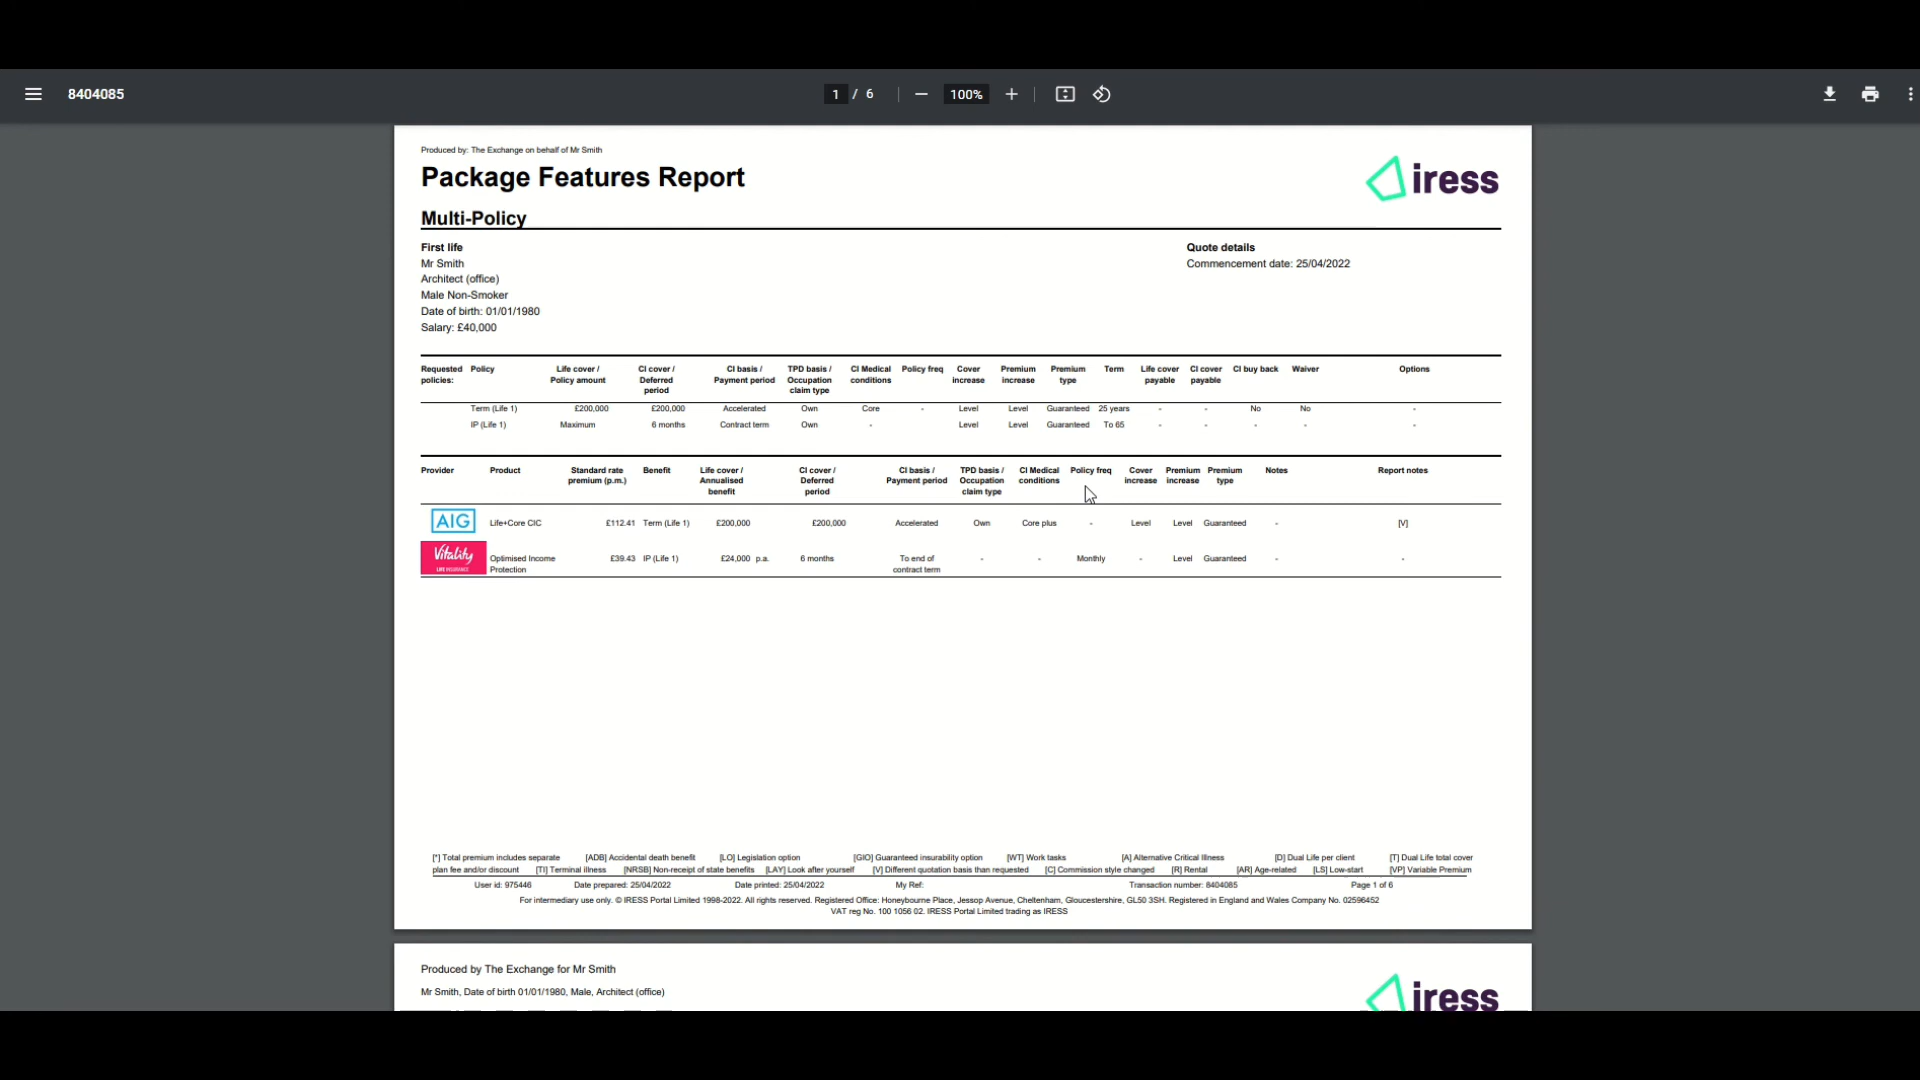 8404085
1 / 6
100%
Produced by: The Exchange on behalf of Mr Smith
Package Features Report
iress
Multi-Policy
First life
Quote details
Mr Smith
Commencement date: 25/04/2022
Architect (office)
Male Non-Smoker
Date of birth: 01/01/1980
Salary: £40,000
Requested Policy Life cover / CI cover / CI basis / TPD basis / CI Medical Policy freq Cover Premium Premium Term Life cover CI cover CI buy back Waiver Options
policies: Policy amount Deferred Payment period Occupation conditions increase increase type payable payable
period claim type
Term (Life 1) £200,000 £200,000 Accelerated Own Core - Level Level Guaranteed 25 years - - No No -
IP (Life 1) Maximum 6 months Contract term Own - Level Level Guaranteed To 65 - - - - -
Provider Product Standard rate Benefit Life cover / CI cover / CI basis / TPD basis / CI Medical Policy freq Cover Premium Premium Notes Report notes
premium (p.m.) Annualised Deferred Payment period Occupation conditions increase increase type
benefit period claim type
AIG Life+Core CIC £112.41 Term (Life 1) £200,000 £200,000 Accelerated Own Core plus - Level Level Guaranteed - [V]
Vitality Optimised Income £39.43 IP (Life 1) £24,000 p.a. 6 months To end of - - Monthly - Level Guaranteed - -
LIFE INSURANCE Protection contract term
[*] Total premium includes separate [ADB] Accidental death benefit [LO] Legislation option [GIO] Guaranteed insurability option [WT] Work tasks [A] Alternative Critical Illness [D] Dual Life per client [T] Dual Life total cover
plan fee and/or discount [TI] Terminal illness [NRSB] Non-receipt of state benefits [LAY] Look after yourself [V] Different quotation basis than requested [C] Commission style changed [R] Rental [AR] Age-related [LS] Low-start [VP] Variable Premium
User id: 975446 Date prepared: 25/04/2022 Date printed: 25/04/2022 My Ref: Transaction number: 8404085 Page 1 of 6
For intermediary use only. © IRESS Portal Limited 1998-2022. All rights reserved. Registered Office: Honeybourne Place, Jessop Avenue, Cheltenham, Gloucestershire, GL50 3SH. Registered in England and Wales Company No. 02596452
VAT reg No. 100 1056 02. IRESS Portal Limited trading as IRESS
Produced by The Exchange for Mr Smith
Mr Smith, Date of birth 01/01/1980, Male, Architect (office)
iress